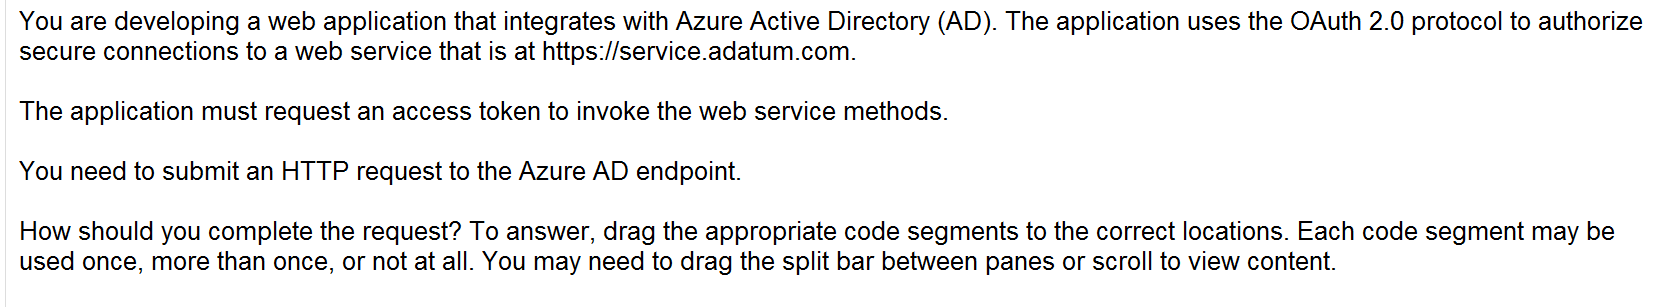 You are developing a web application that integrates with Azure Active Directory (AD). The application uses the OAuth 2.0 protocol to authorize
secure connections to a web service that is at https://service.adatum.com.
The application must request an access token to invoke the web service methods.
You need to submit an HTTP request to the Azure AD endpoint.
How should you complete the request? To answer, drag the appropriate code segments to the correct locations. Each code segment may be
used once, more than once, or not at all. You may need to drag the split bar between panes or scroll to view content.